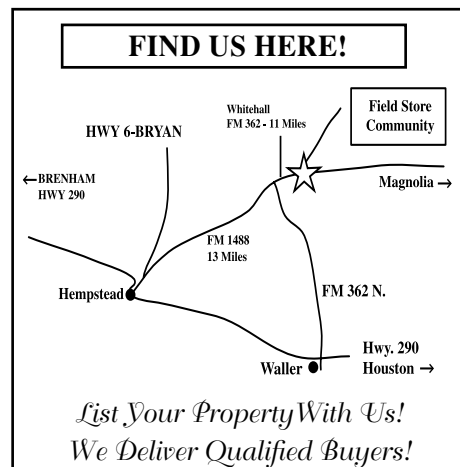 FIND US HERE!
Whitehall
FM 362 - 11 Miles
Field Store
Community
HWY 6-BRYAN
←BRENHAM
HWY 290
Magnolia →
FM 1488
13 Miles
Hempstead
FM 362 N.
Hwy. 290
Houston →
Waller
List Your Property With Us!
We Deliver Qualified Buyers!